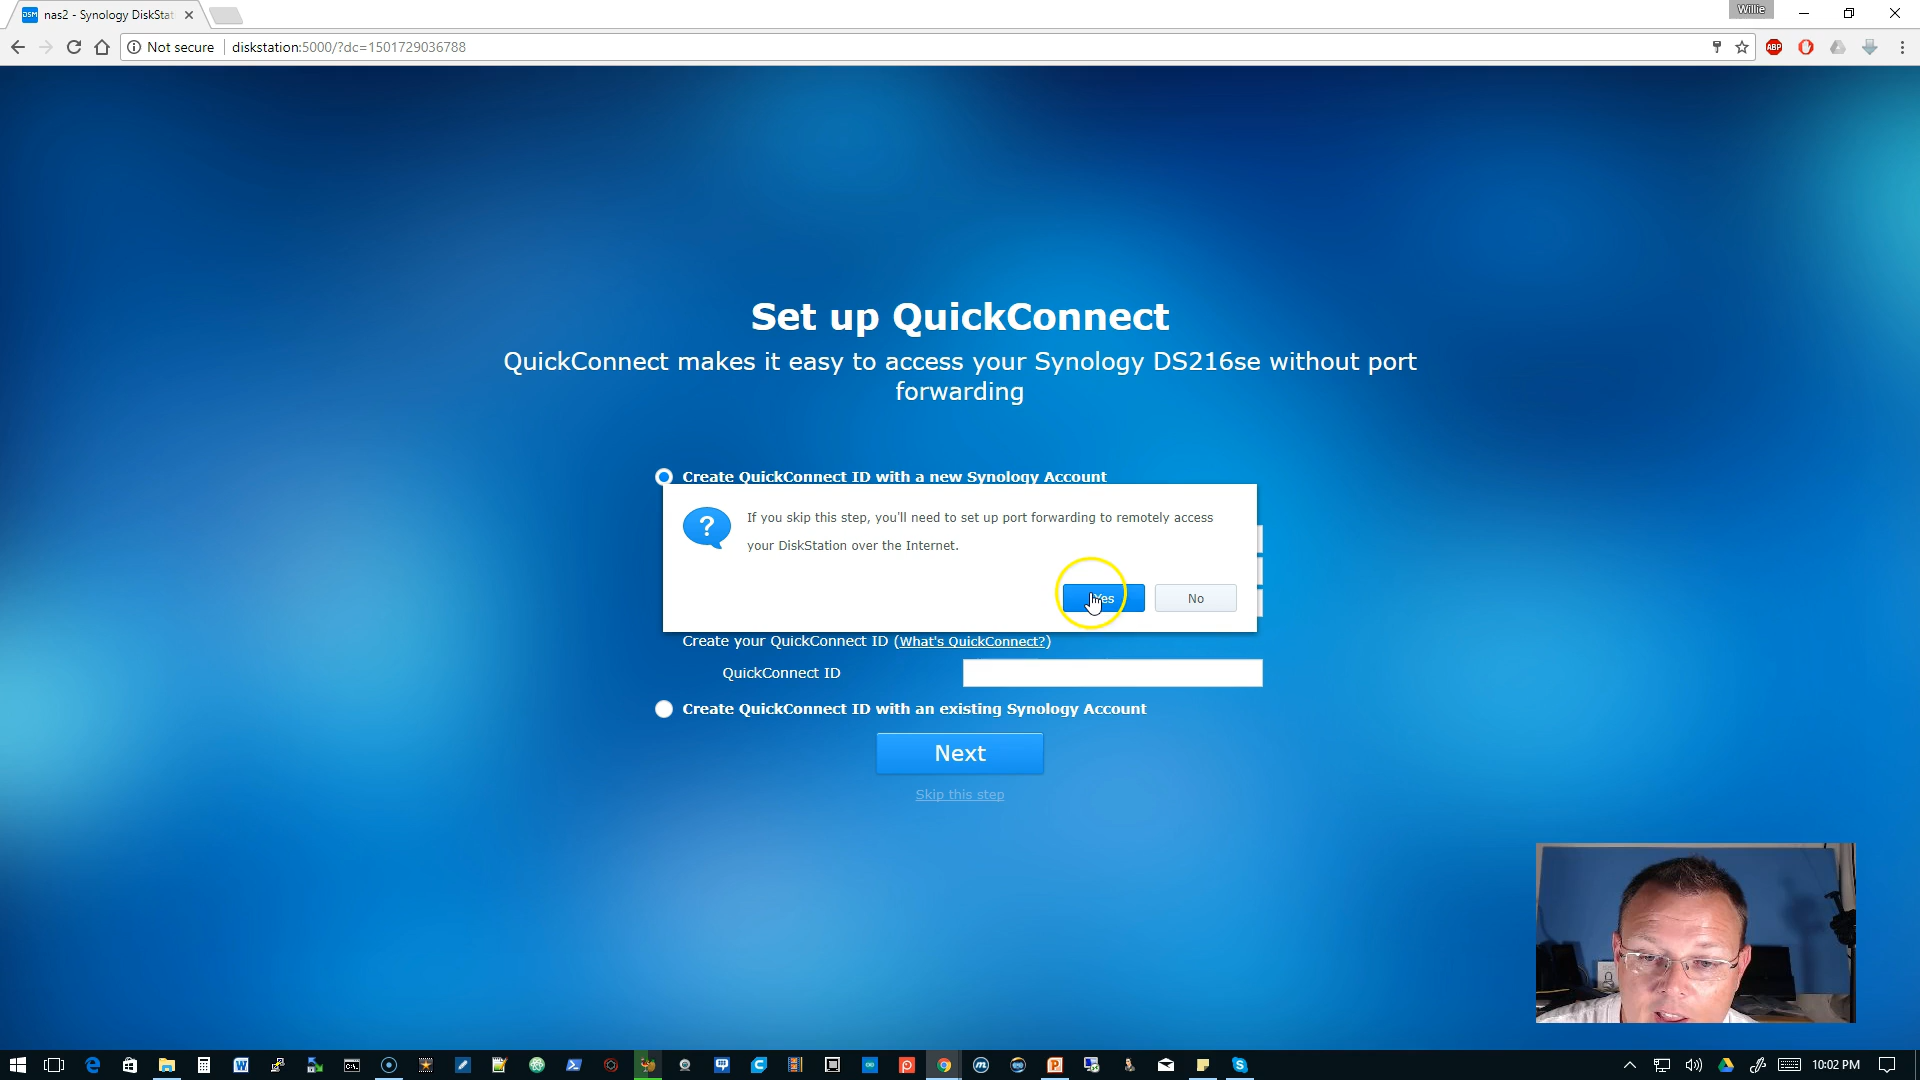 nas2 - Synology DiskStat
Willie
Not secure
diskstation:5000/?dc=1501729036788
ABP
Set up QuickConnect
QuickConnect makes it easy to access your Synology DS216se without port
forwarding
Create QuickConnect ID with a new Synology Account
If you skip this step, you'll need to set up port forwarding to remotely access
your DiskStation over the Internet.
Yes
No
Create your QuickConnect ID (What's QuickConnect?)
QuickConnect ID
Create QuickConnect ID with an existing Synology Account
Next
Skip this step
10:02 PM